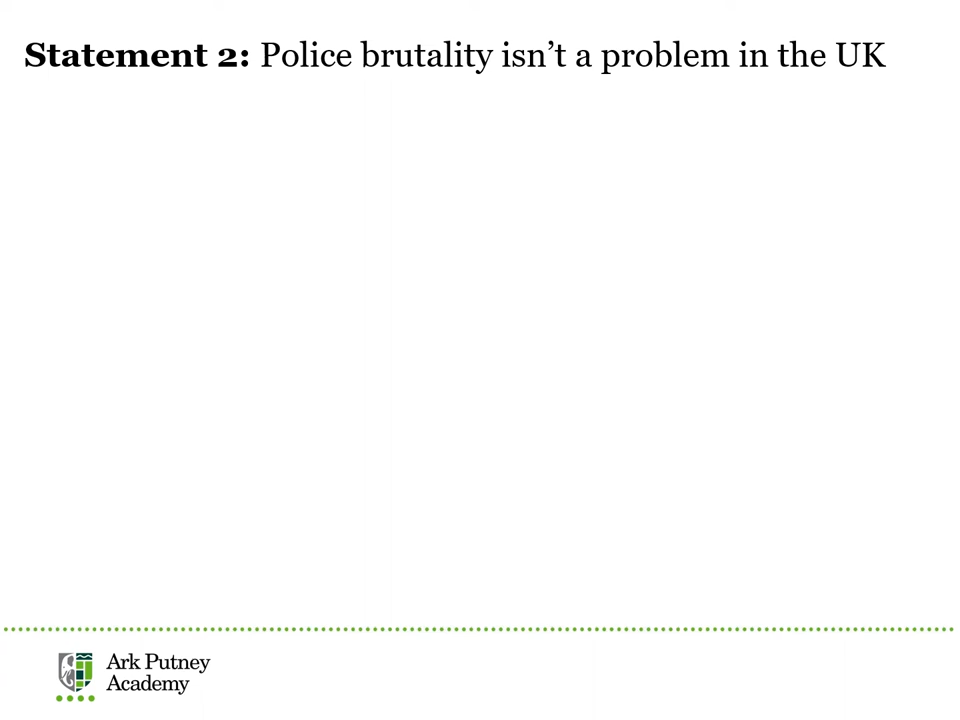 Statement 2: Police brutality isn’t a problem in the UK
Ark Putney
Academy